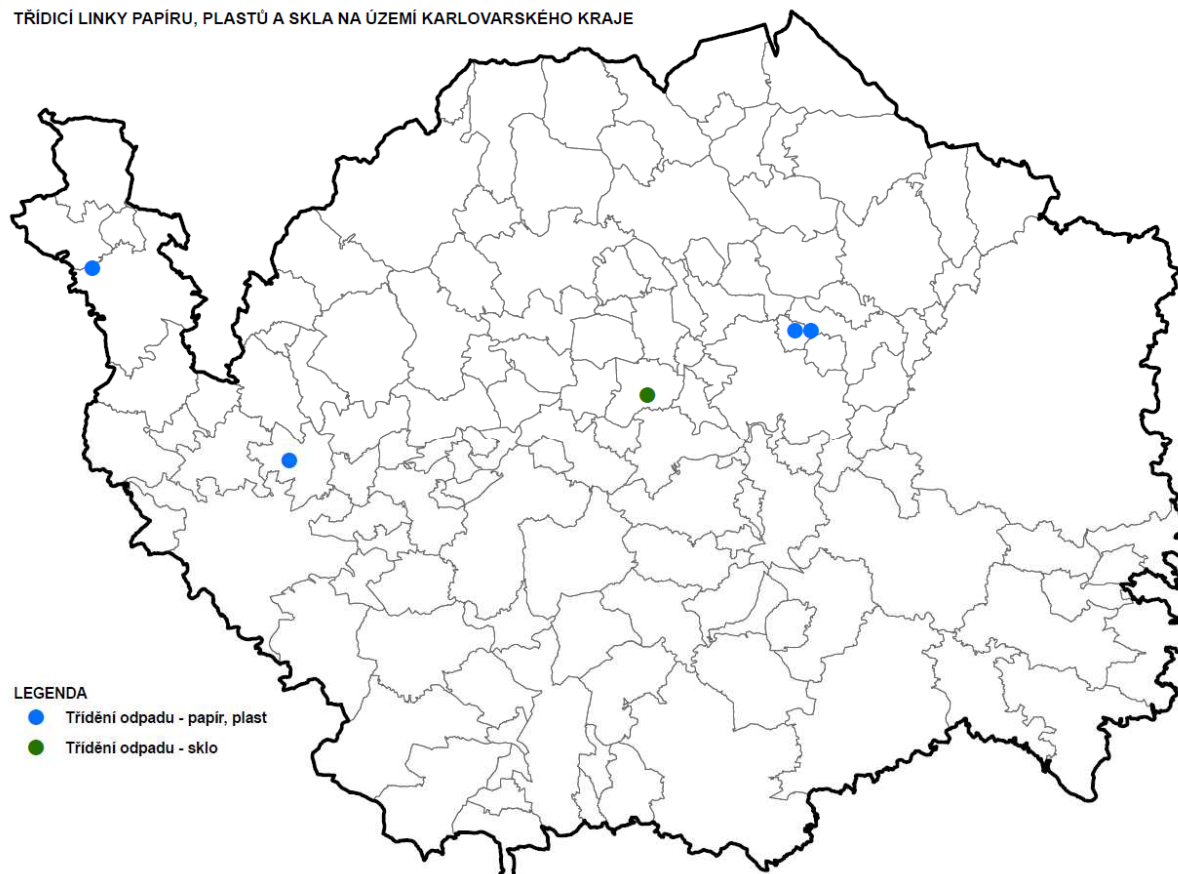 TŘÍDICÍ LINKY PAPÍRU, PLASTŮ A SKLA NA ÚZEMÍ KARLOVARSKÉHO KRAJE
LEGENDA
Třídění odpadu - papír, plast
Třídění odpadu - sklo